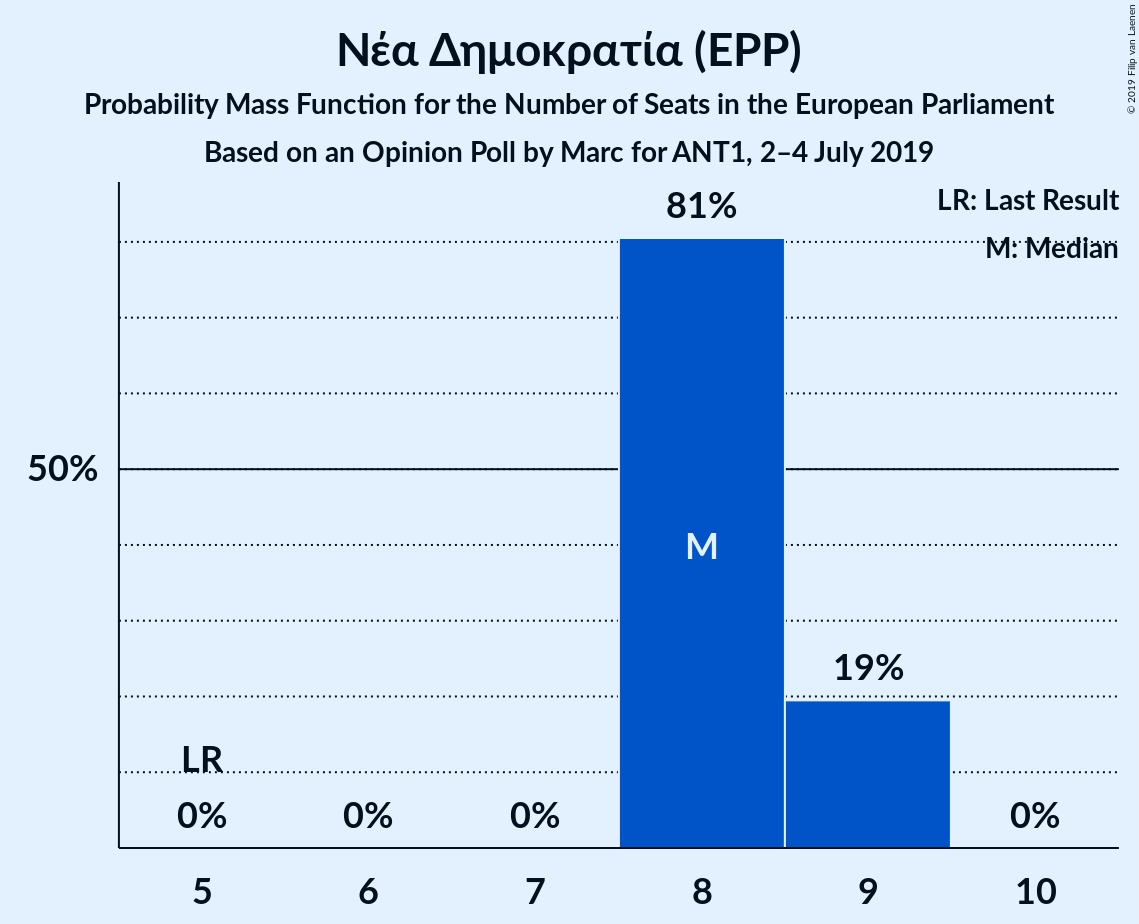 Νέα Δημοκρατία (EPP)
Probability Mass Function for the Number of Seats in the European Parliament
Based on an Opinion Poll by Marc for ANT1, 2–4 July 2019
© 2019 Filip van Laenen
LR: Last Result
M: Median
81%
50%
M
19%
LR
0%
0%
0%
0%
5
6
7
8
9
10